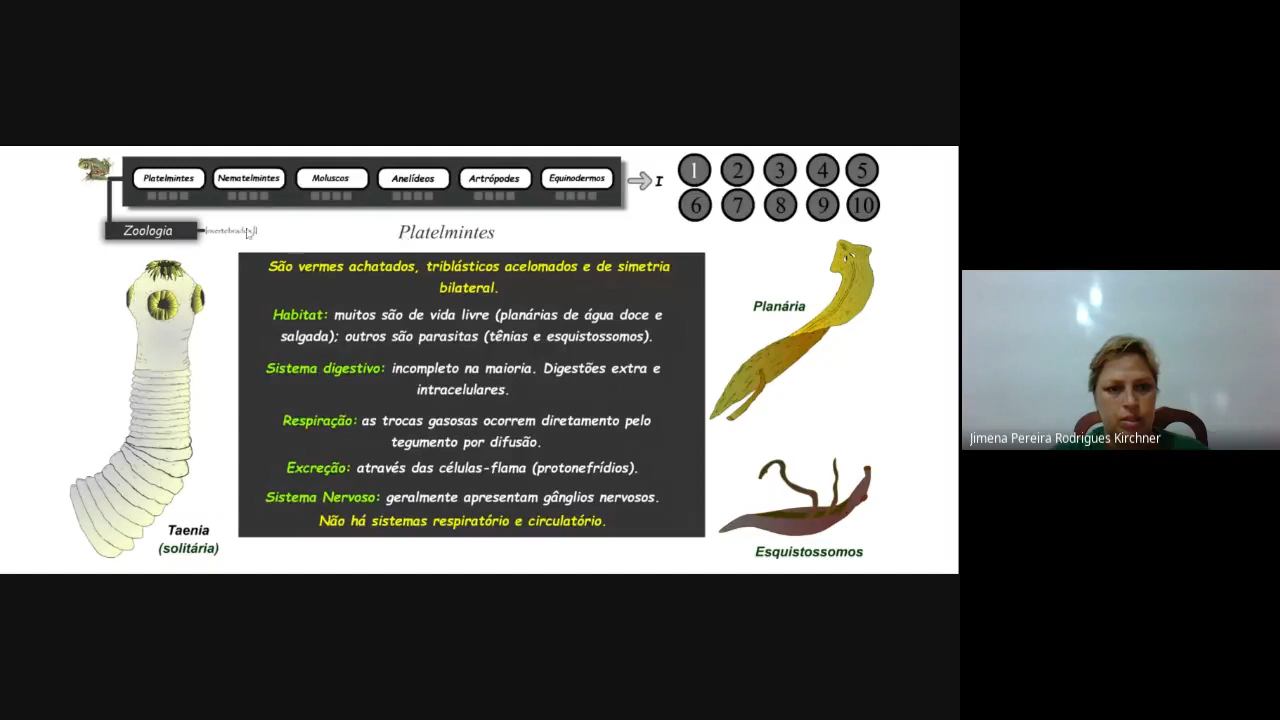 Platelmintes Nematelmintes Moluscos Anelídeos Artrópodes Equinodermos I
1 2 3 4 5
6 7 8 9 10
Zoologia
Platelmintes
São vermes achatados, triblásticos acelomados e de simetria
bilateral.
Habitat: muitos são de vida livre (planárias de água doce e
salgada); outros são parasitas (tênias e esquistossomos).
Sistema digestivo: incompleto na maioria. Digestões extra e
intracelulares.
Respiração: as trocas gasosas ocorrem diretamento pelo
tegumento por difusão.
Excreção: através das células-flama (protonefrídios).
Sistema Nervoso: geralmente apresentam gânglios nervosos.
Não há sistemas respiratório e circulatório.
Taenia
(solitária)
Planária
Esquistossomos
Jimena Pereira Rodrigues Kirchner